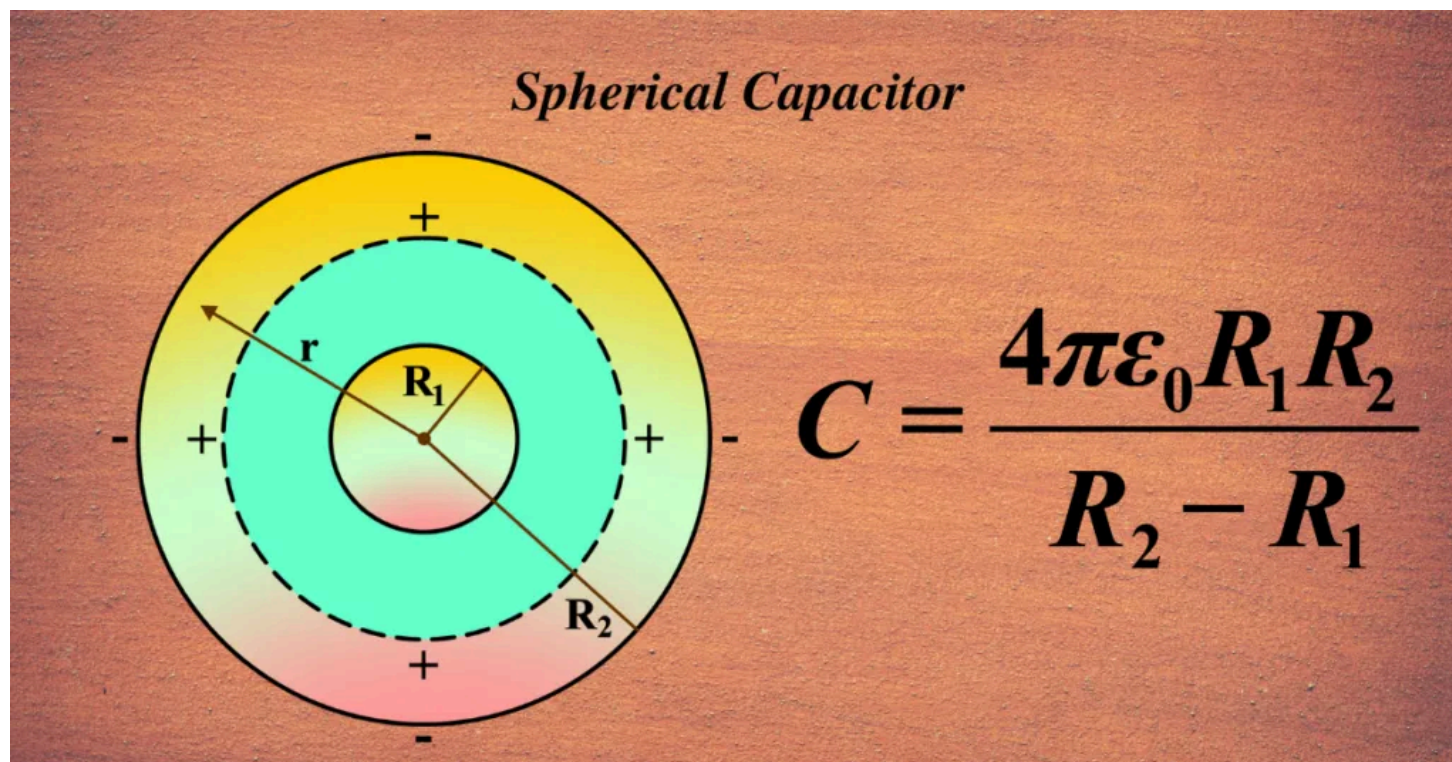 Spherical Capacitor
-
+
r
R₁
- + + -
R₂
+
-
C = 4πε₀R₁R₂ / R₂ − R₁